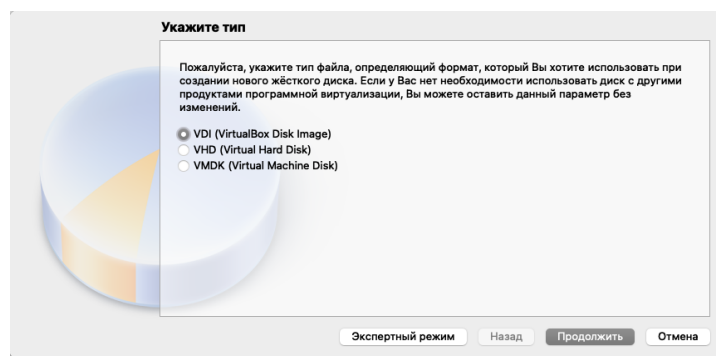 Укажите тип
Пожалуйста, укажите тип файла, определяющий формат, который Вы хотите использовать при
создании нового жёсткого диска. Если у Вас нет необходимости использовать диск с другими
продуктами программной виртуализации, Вы можете оставить данный параметр без
изменений.
VDI (VirtualBox Disk Image)
VHD (Virtual Hard Disk)
VMDK (Virtual Machine Disk)
Экспертный режим Назад Продолжить Отмена